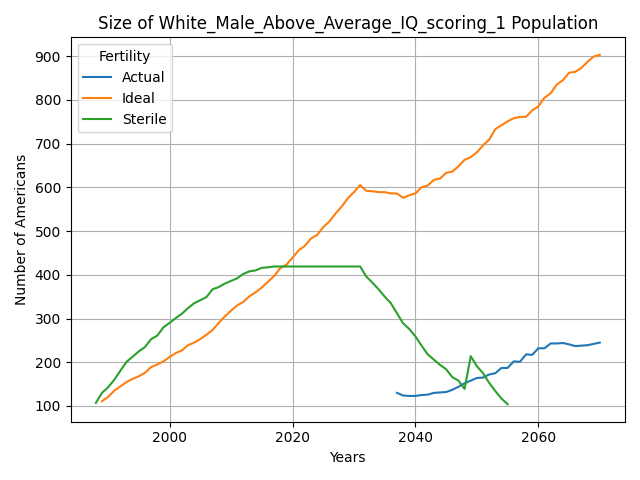 Size of White_Male_Above_Average_IQ_scoring_1 Population
Fertility
Actual
Ideal
Sterile
Number of Americans
900
800
700
600
500
400
300
200
100
2000 2020 2040 2060
Years